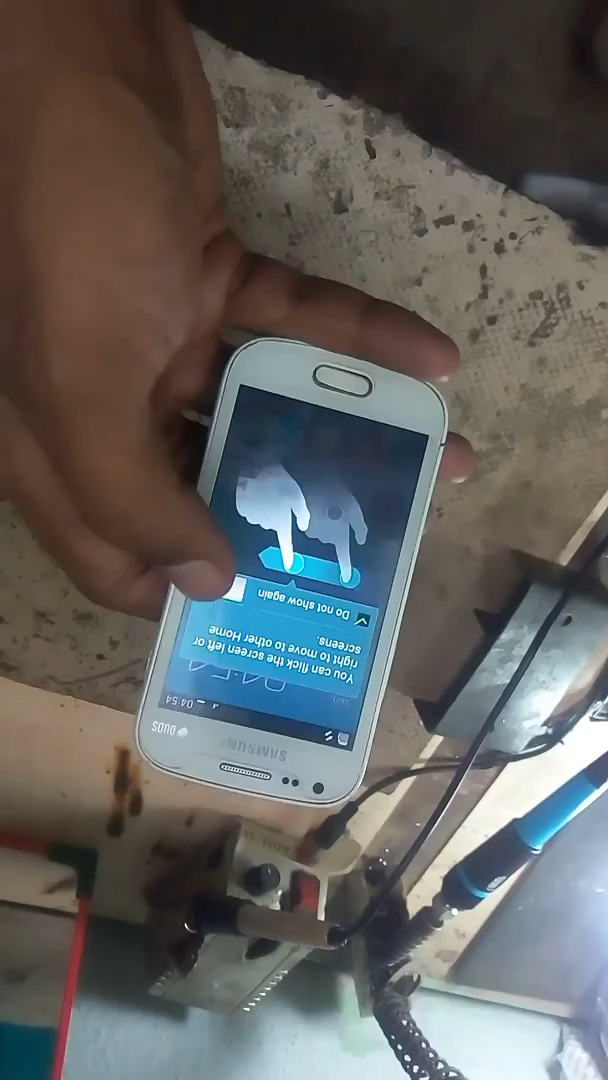 DUOS
SAMSUNG
04:54
You can flick the screen left or
right to move to other Home
screens.
Do not show again